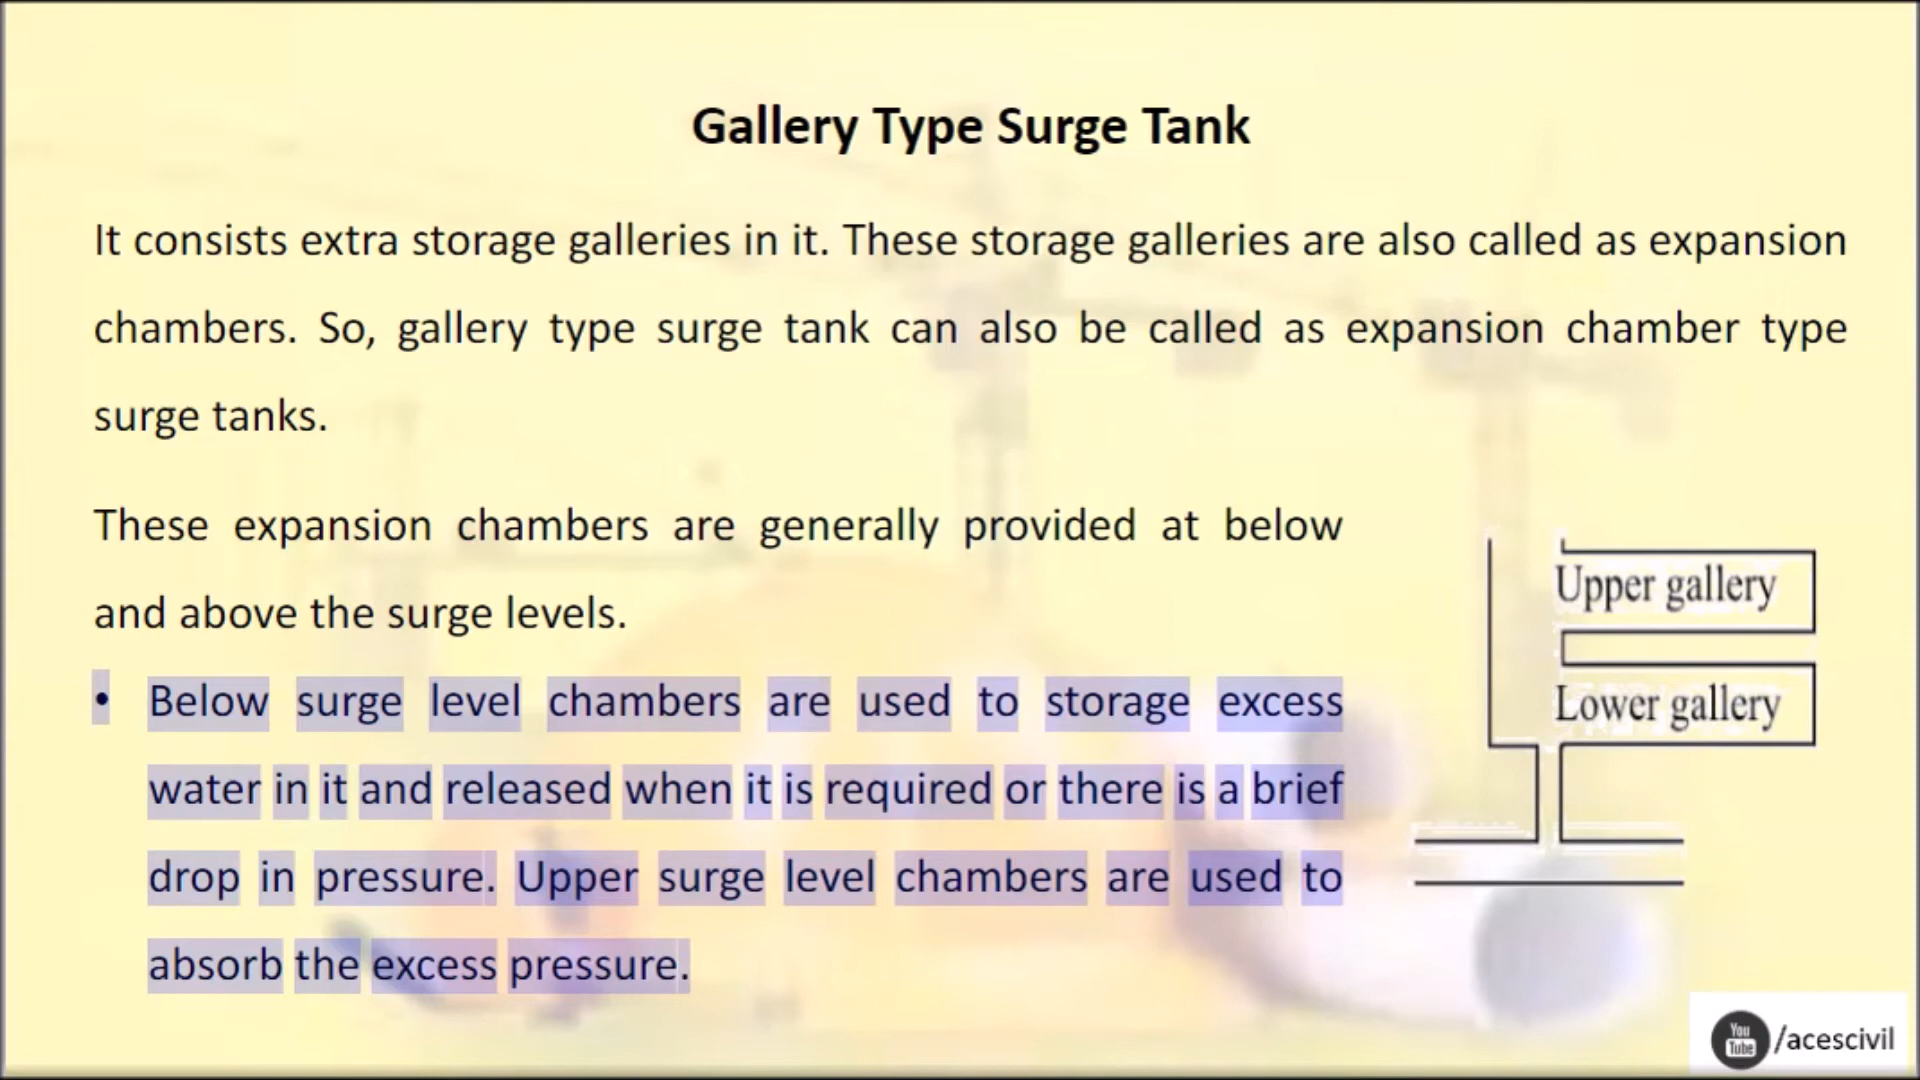 Gallery Type Surge Tank
It consists extra storage galleries in it. These storage galleries are also called as expansion
chambers. So, gallery type surge tank can also be called as expansion chamber type
surge tanks.
These expansion chambers are generally provided at below
and above the surge levels.
• Below surge level chambers are used to storage excess
water in it and released when it is required or there is a brief
drop in pressure. Upper surge level chambers are used to
absorb the excess pressure.
Upper gallery
Lower gallery
You
Tube
/acescivil